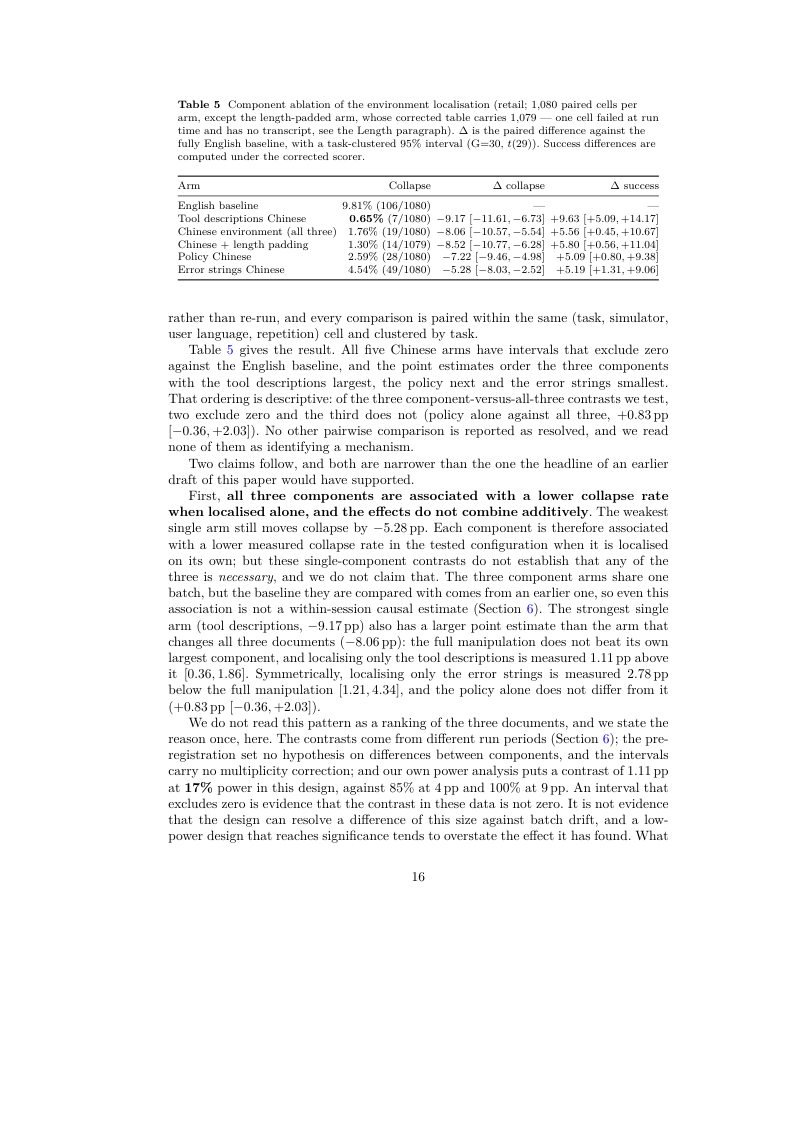 Table 5 Component ablation of the environment localisation (retail; 1,080 paired cells per
arm, except the length-padded arm, whose corrected table carries 1,079 — one cell failed at run
time and has no transcript, see the Length paragraph). Δ is the paired difference against the
fully English baseline, with a task-clustered 95% interval (G=30, t(29)). Success differences are
computed under the corrected scorer.
Arm Collapse Δ collapse Δ success
English baseline 9.81% (106/1080) — —
Tool descriptions Chinese 0.65% (7/1080) −9.17 [−11.61, −6.73] +9.63 [+5.09, +14.17]
Chinese environment (all three) 1.76% (19/1080) −8.06 [−10.57, −5.54] +5.56 [+0.45, +10.67]
Chinese + length padding 1.30% (14/1079) −8.52 [−10.77, −6.28] +5.80 [+0.56, +11.04]
Policy Chinese 2.59% (28/1080) −7.22 [−9.46, −4.98] +5.09 [+0.80, +9.38]
Error strings Chinese 4.54% (49/1080) −5.28 [−8.03, −2.52] +5.19 [+1.31, +9.06]
rather than re-run, and every comparison is paired within the same (task, simulator,
user language, repetition) cell and clustered by task.
Table 5 gives the result. All five Chinese arms have intervals that exclude zero
against the English baseline, and the point estimates order the three components
with the tool descriptions largest, the policy next and the error strings smallest.
That ordering is descriptive: of the three component-versus-all-three contrasts we test,
two exclude zero and the third does not (policy alone against all three, +0.83 pp
[−0.36, +2.03]). No other pairwise comparison is reported as resolved, and we read
none of them as identifying a mechanism.
Two claims follow, and both are narrower than the one the headline of an earlier
draft of this paper would have supported.
First, all three components are associated with a lower collapse rate
when localised alone, and the effects do not combine additively. The weakest
single arm still moves collapse by −5.28 pp. Each component is therefore associated
with a lower measured collapse rate in the tested configuration when it is localised
on its own; but these single-component contrasts do not establish that any of the
three is necessary, and we do not claim that. The three component arms share one
batch, but the baseline they are compared with comes from an earlier one, so even this
association is not a within-session causal estimate (Section 6). The strongest single
arm (tool descriptions, −9.17 pp) also has a larger point estimate than the arm that
changes all three documents (−8.06 pp): the full manipulation does not beat its own
largest component, and localising only the tool descriptions is measured 1.11 pp above
it [0.36, 1.86]. Symmetrically, localising only the error strings is measured 2.78 pp
below the full manipulation [1.21, 4.34], and the policy alone does not differ from it
(+0.83 pp [−0.36, +2.03]).
We do not read this pattern as a ranking of the three documents, and we state the
reason once, here. The contrasts come from different run periods (Section 6); the pre-
registration set no hypothesis on differences between components, and the intervals
carry no multiplicity correction; and our own power analysis puts a contrast of 1.11 pp
at 17% power in this design, against 85% at 4 pp and 100% at 9 pp. An interval that
excludes zero is evidence that the contrast in these data is not zero. It is not evidence
that the design can resolve a difference of this size against batch drift, and a low-
power design that reaches significance tends to overstate the effect it has found. What
16